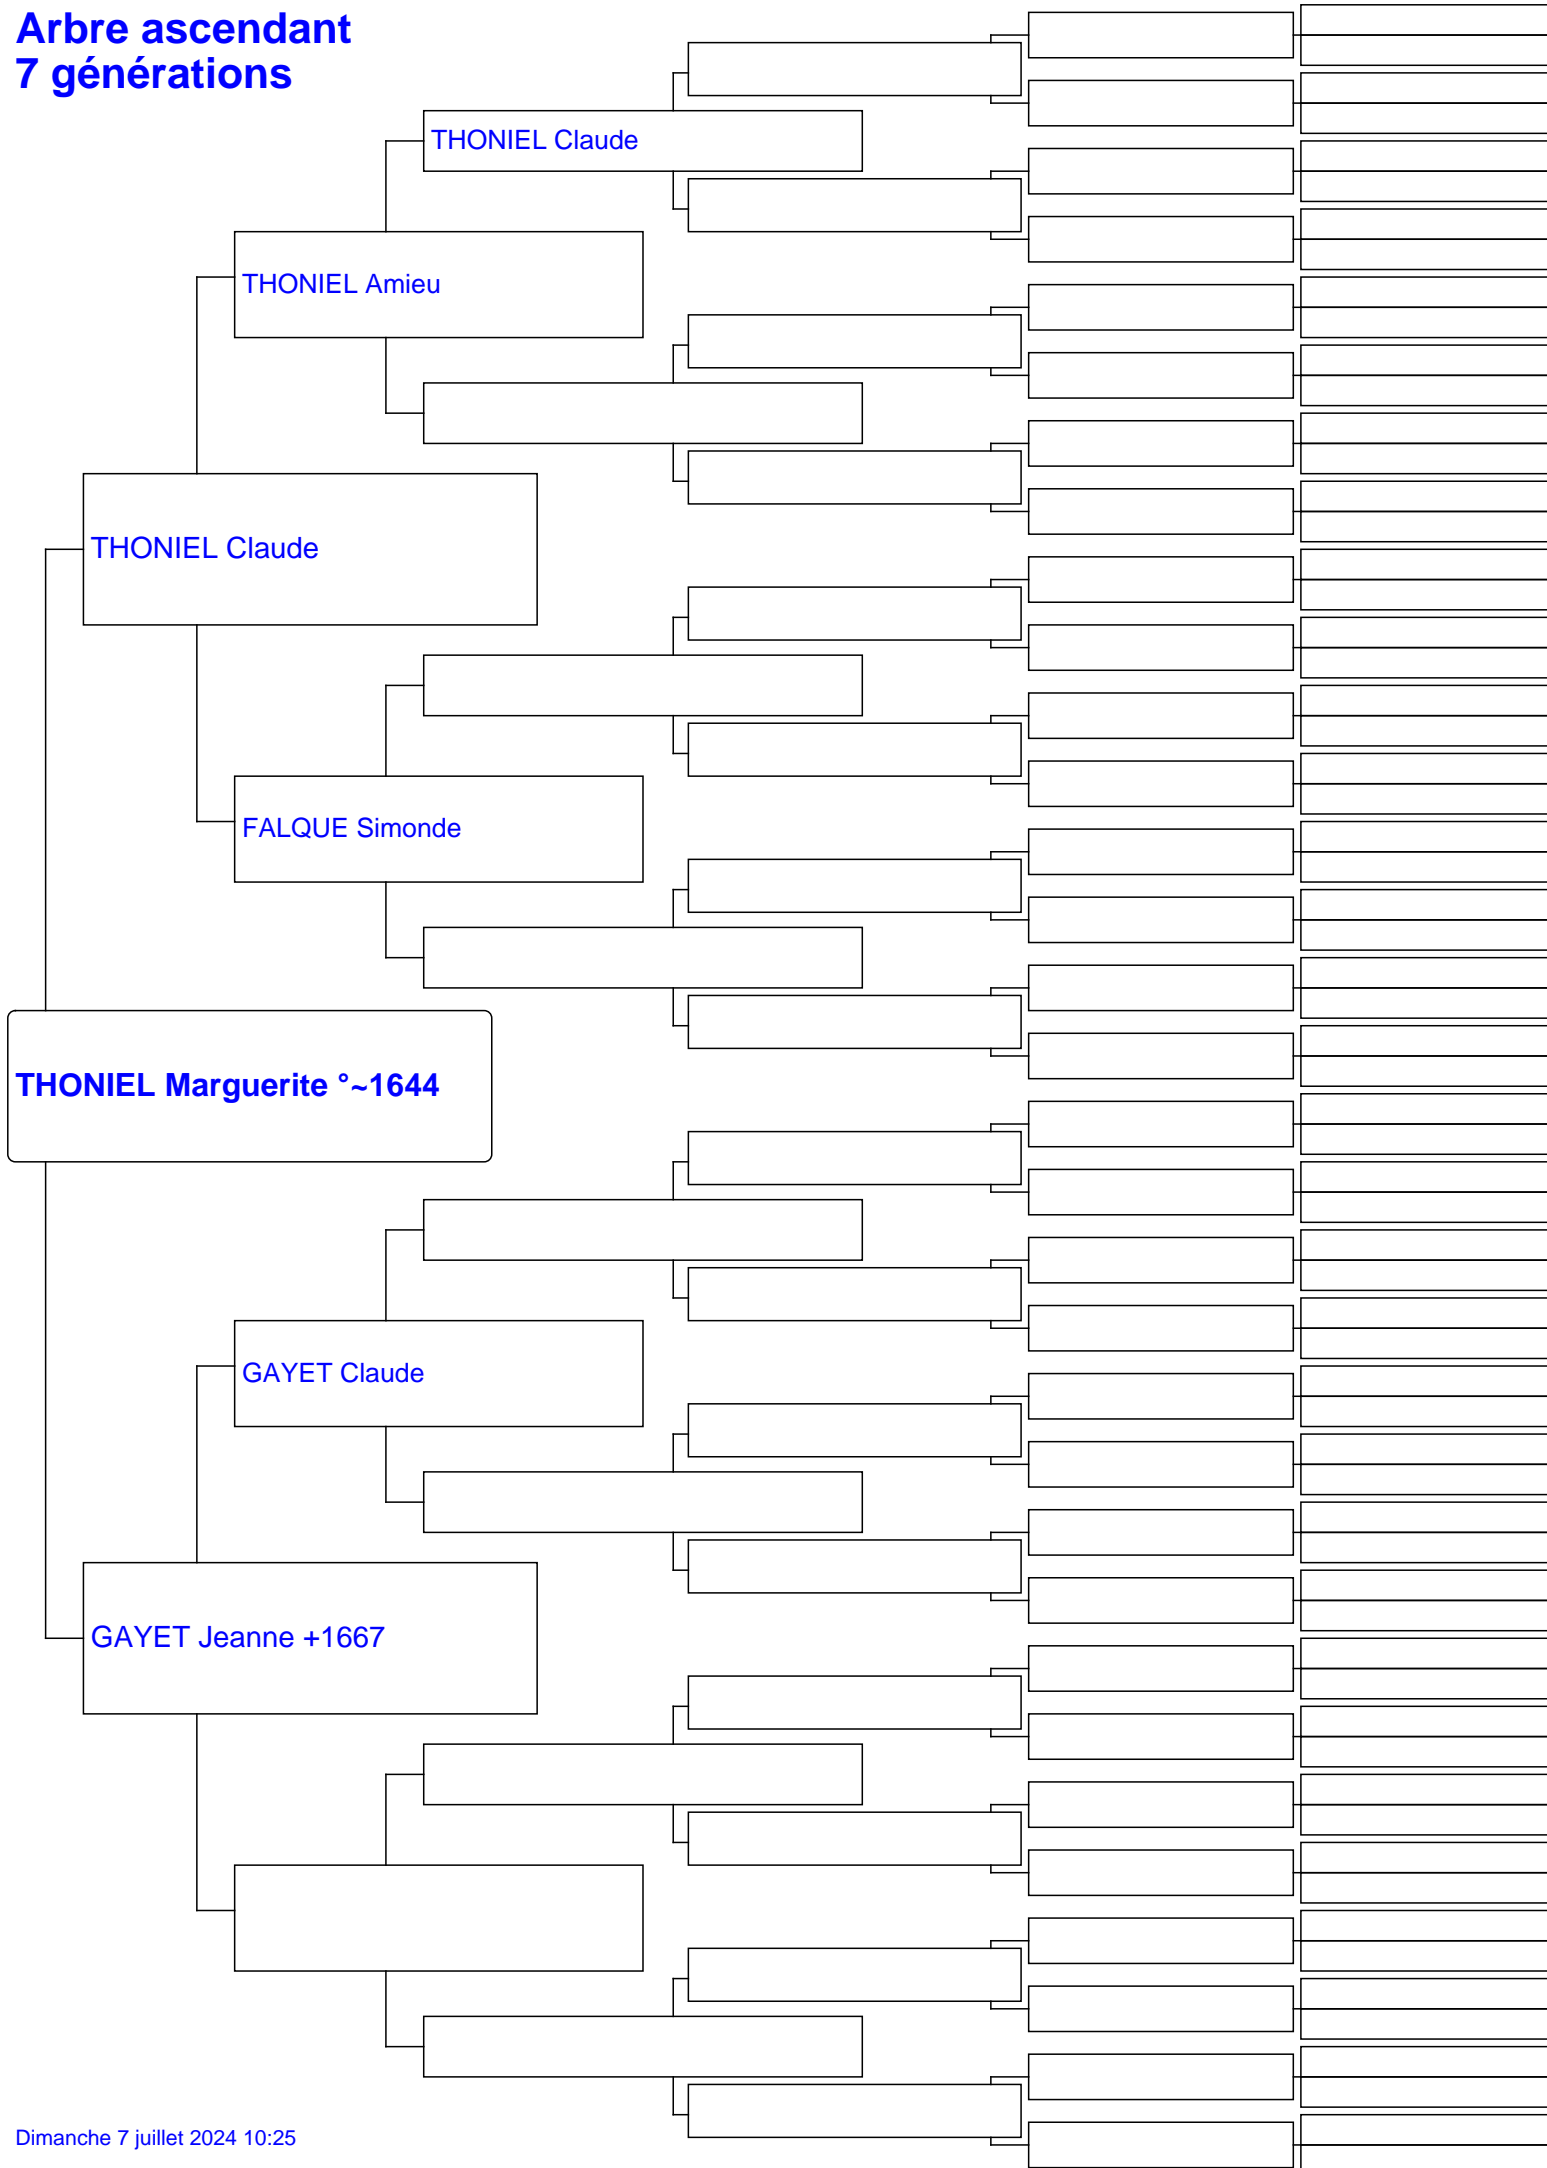 Arbre ascendant
7 générations
THONIEL Claude
THONIEL Amieu
THONIEL Claude
FALQUE Simonde
THONIEL Marguerite °~1644
GAYET Claude
GAYET Jeanne +1667
Dimanche 7 juillet 2024 10:25